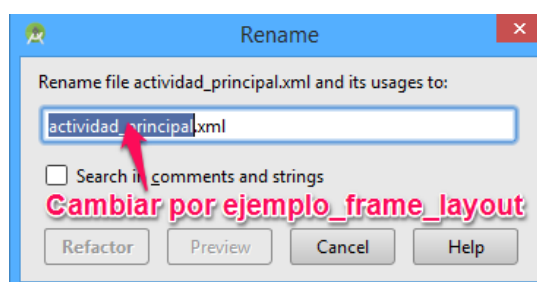 Rename
Rename file actividad_principal.xml and its usages to:
actividad_principal.xml
Search in comments and strings
Cambiar por ejemplo_frame_layout
Refactor Preview Cancel Help